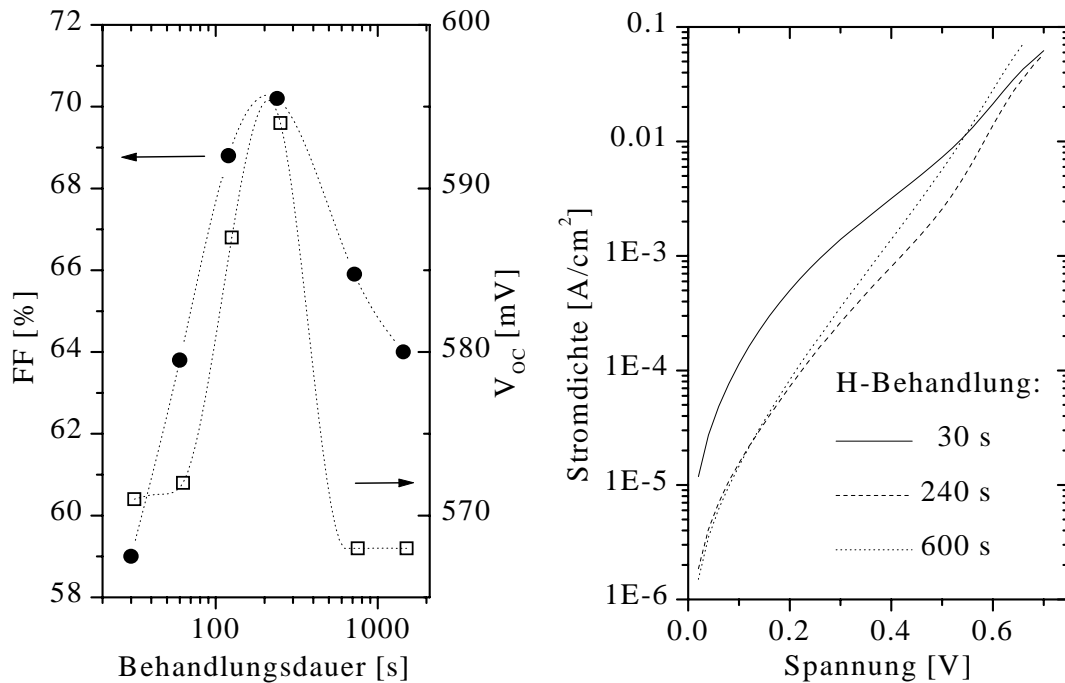 72
70
68
66
64
62
60
58
FF [%]
100
1000
Behandlungsdauer [s]
600
590
580
570
V_OC [mV]
0.1
0.01
1E-3
1E-4
1E-5
1E-6
Stromdichte [A/cm²]
H-Behandlung:
30 s
240 s
600 s
0.0 0.2 0.4 0.6
Spannung [V]